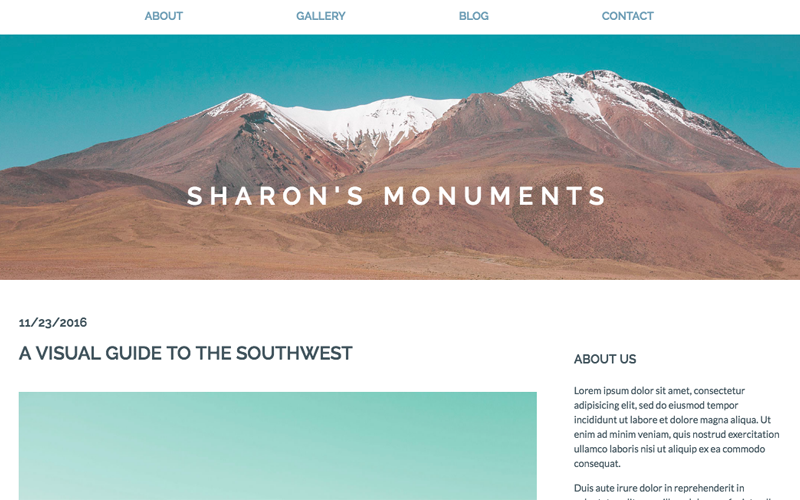 ABOUT GALLERY BLOG CONTACT
SHARON'S MONUMENTS
11/23/2016
A VISUAL GUIDE TO THE SOUTHWEST
ABOUT US
Lorem ipsum dolor sit amet, consectetur
adipisicing elit, sed do eiusmod tempor
incididunt ut labore et dolore magna aliqua. Ut
enim ad minim veniam, quis nostrud exercitation
ullamco laboris nisi ut aliquip ex ea commodo
consequat.
Duis aute irure dolor in reprehenderit in